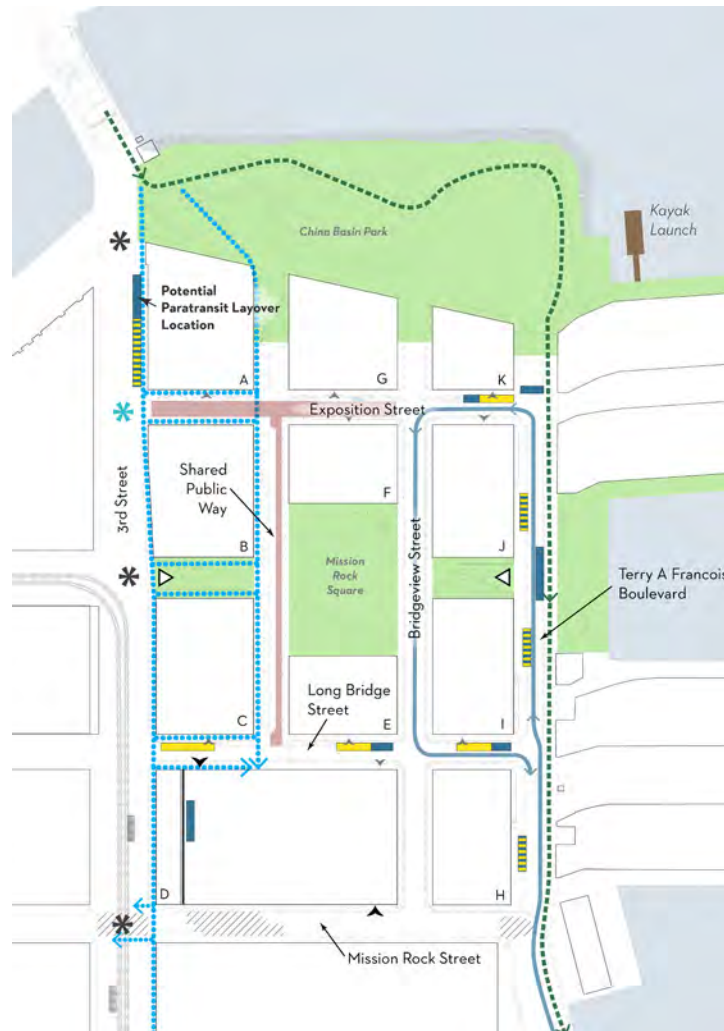 China Basin Park
Kayak
Launch
Potential
Paratransit Layover
Location
A
G
K
Exposition Street
3rd Street
Shared
Public
Way
F
B
Mission
Rock
Square
J
Bridgeview Street
Terry A Francois
Boulevard
Long Bridge
Street
C
E
I
D
H
Mission Rock Street